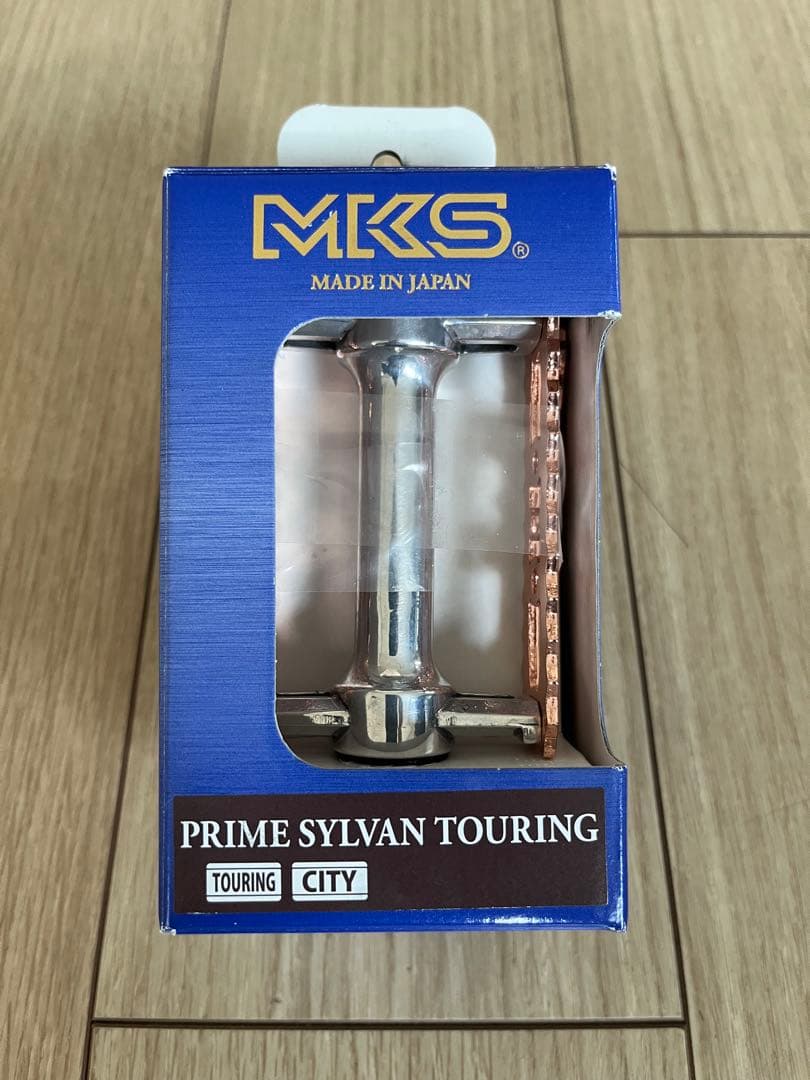 MKS®
MADE IN JAPAN
PRIME SYLVAN TOURING
TOURING CITY